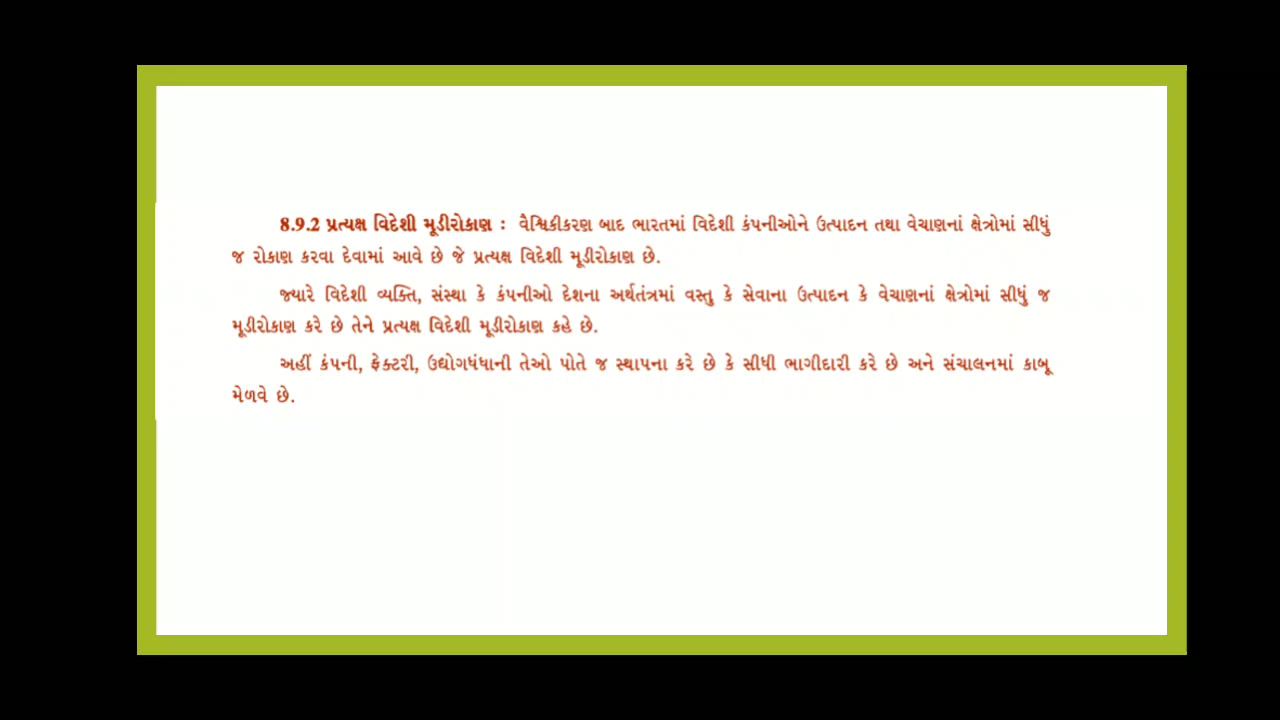 8.9.2 પ્રત્યક્ષ વિદેશી મૂડીરોકાણ : વૈશ્વિકીકરણ બાદ ભારતમાં વિદેશી કંપનીઓને ઉત્પાદન તથા વેચાણનાં ક્ષેત્રોમાં સીધું
જ રોકાણ કરવા દેવામાં આવે છે જે પ્રત્યક્ષ વિદેશી મૂડીરોકાણ છે.
જ્યારે વિદેશી વ્યક્તિ, સંસ્થા કે કંપનીઓ દેશના અર્થતંત્રમાં વસ્તુ કે સેવાના ઉત્પાદન કે વેચાણનાં ક્ષેત્રોમાં સીધું જ
મૂડીરોકાણ કરે છે તેને પ્રત્યક્ષ વિદેશી મૂડીરોકાણ કહે છે.
અહીં કંપની, ફેક્ટરી, ઉદ્યોગધંધાની તેઓ પોતે જ સ્થાપના કરે છે કે સીધી ભાગીદારી કરે છે અને સંચાલનમાં કાબૂ
મેળવે છે.